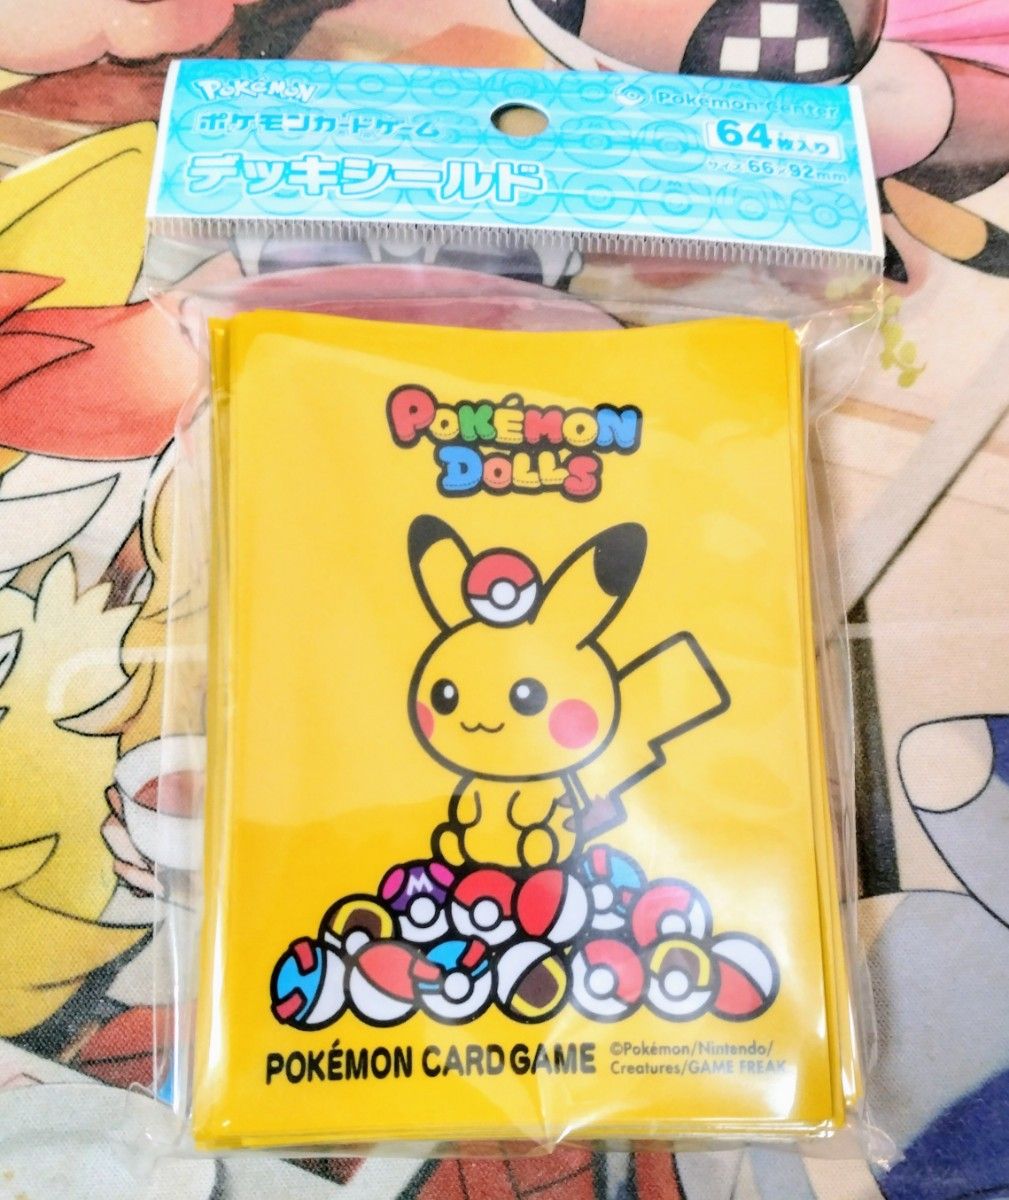 POKÉMON
Pokémon Center
ポケモンカードゲーム
64枚入り
デッキシールド
サイズ 66×92mm
POKÉMON
DOLLS
M
POKÉMON CARD GAME
©Pokémon/Nintendo/
Creatures/GAME FREAK